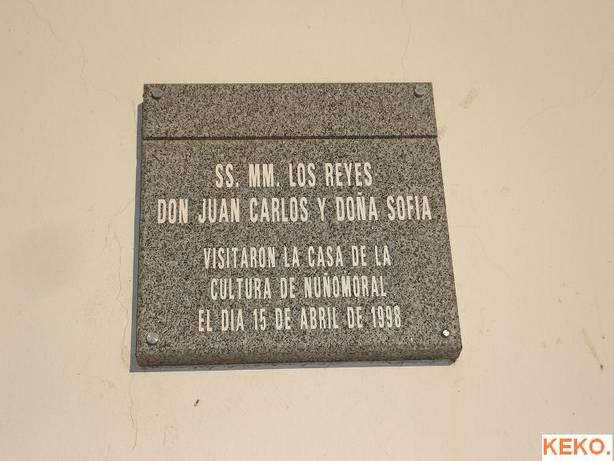 SS. MM. LOS REYES
DON JUAN CARLOS Y DOÑA SOFIA
VISITARON LA CASA DE LA
CULTURA DE NUÑOMORAL
EL DIA 15 DE ABRIL DE 1998
KEKO.